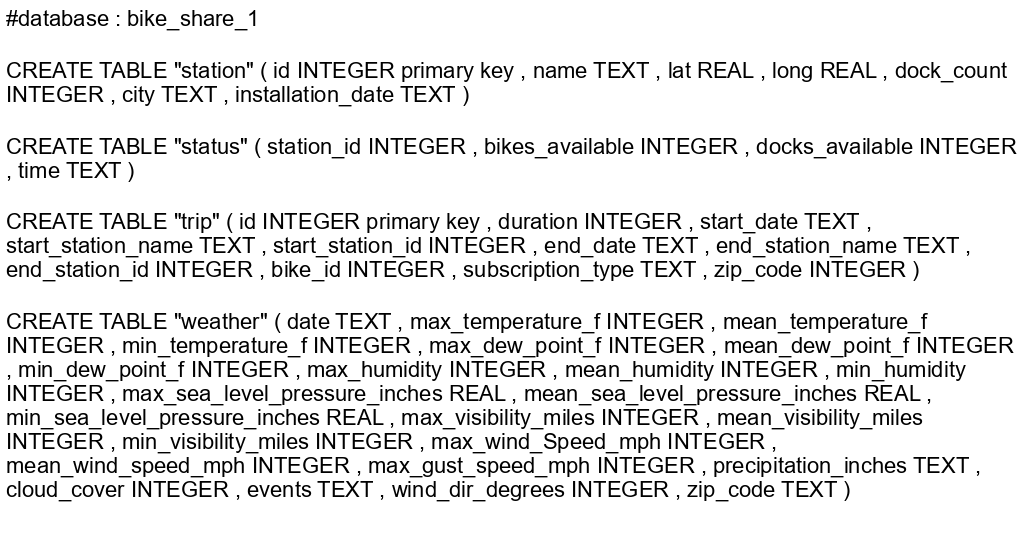 #database : bike_share_1
CREATE TABLE "station" ( id INTEGER primary key , name TEXT , lat REAL , long REAL , dock_count
INTEGER , city TEXT , installation_date TEXT )
CREATE TABLE "status" ( station_id INTEGER , bikes_available INTEGER , docks_available INTEGER
, time TEXT )
CREATE TABLE "trip" ( id INTEGER primary key , duration INTEGER , start_date TEXT ,
start_station_name TEXT , start_station_id INTEGER , end_date TEXT , end_station_name TEXT ,
end_station_id INTEGER , bike_id INTEGER , subscription_type TEXT , zip_code INTEGER )
CREATE TABLE "weather" ( date TEXT , max_temperature_f INTEGER , mean_temperature_f
INTEGER , min_temperature_f INTEGER , max_dew_point_f INTEGER , mean_dew_point_f INTEGER
, min_dew_point_f INTEGER , max_humidity INTEGER , mean_humidity INTEGER , min_humidity
INTEGER , max_sea_level_pressure_inches REAL , mean_sea_level_pressure_inches REAL ,
min_sea_level_pressure_inches REAL , max_visibility_miles INTEGER , mean_visibility_miles
INTEGER , min_visibility_miles INTEGER , max_wind_Speed_mph INTEGER ,
mean_wind_speed_mph INTEGER , max_gust_speed_mph INTEGER , precipitation_inches TEXT ,
cloud_cover INTEGER , events TEXT , wind_dir_degrees INTEGER , zip_code TEXT )